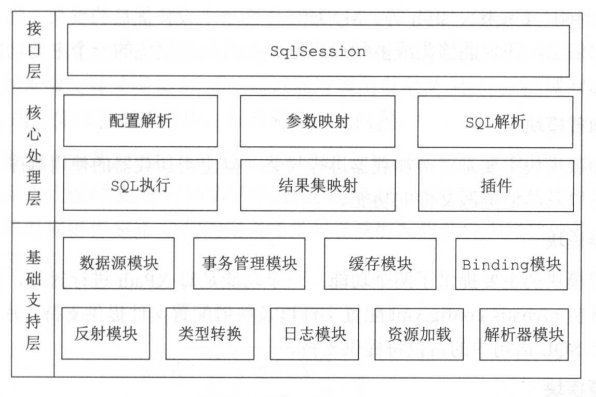 接口层
SqlSession
核心处理层
配置解析 参数映射 SQL解析
SQL执行 结果集映射 插件
基础支持层
数据源模块 事务管理模块 缓存模块 Binding模块
反射模块 类型转换 日志模块 资源加载 解析器模块